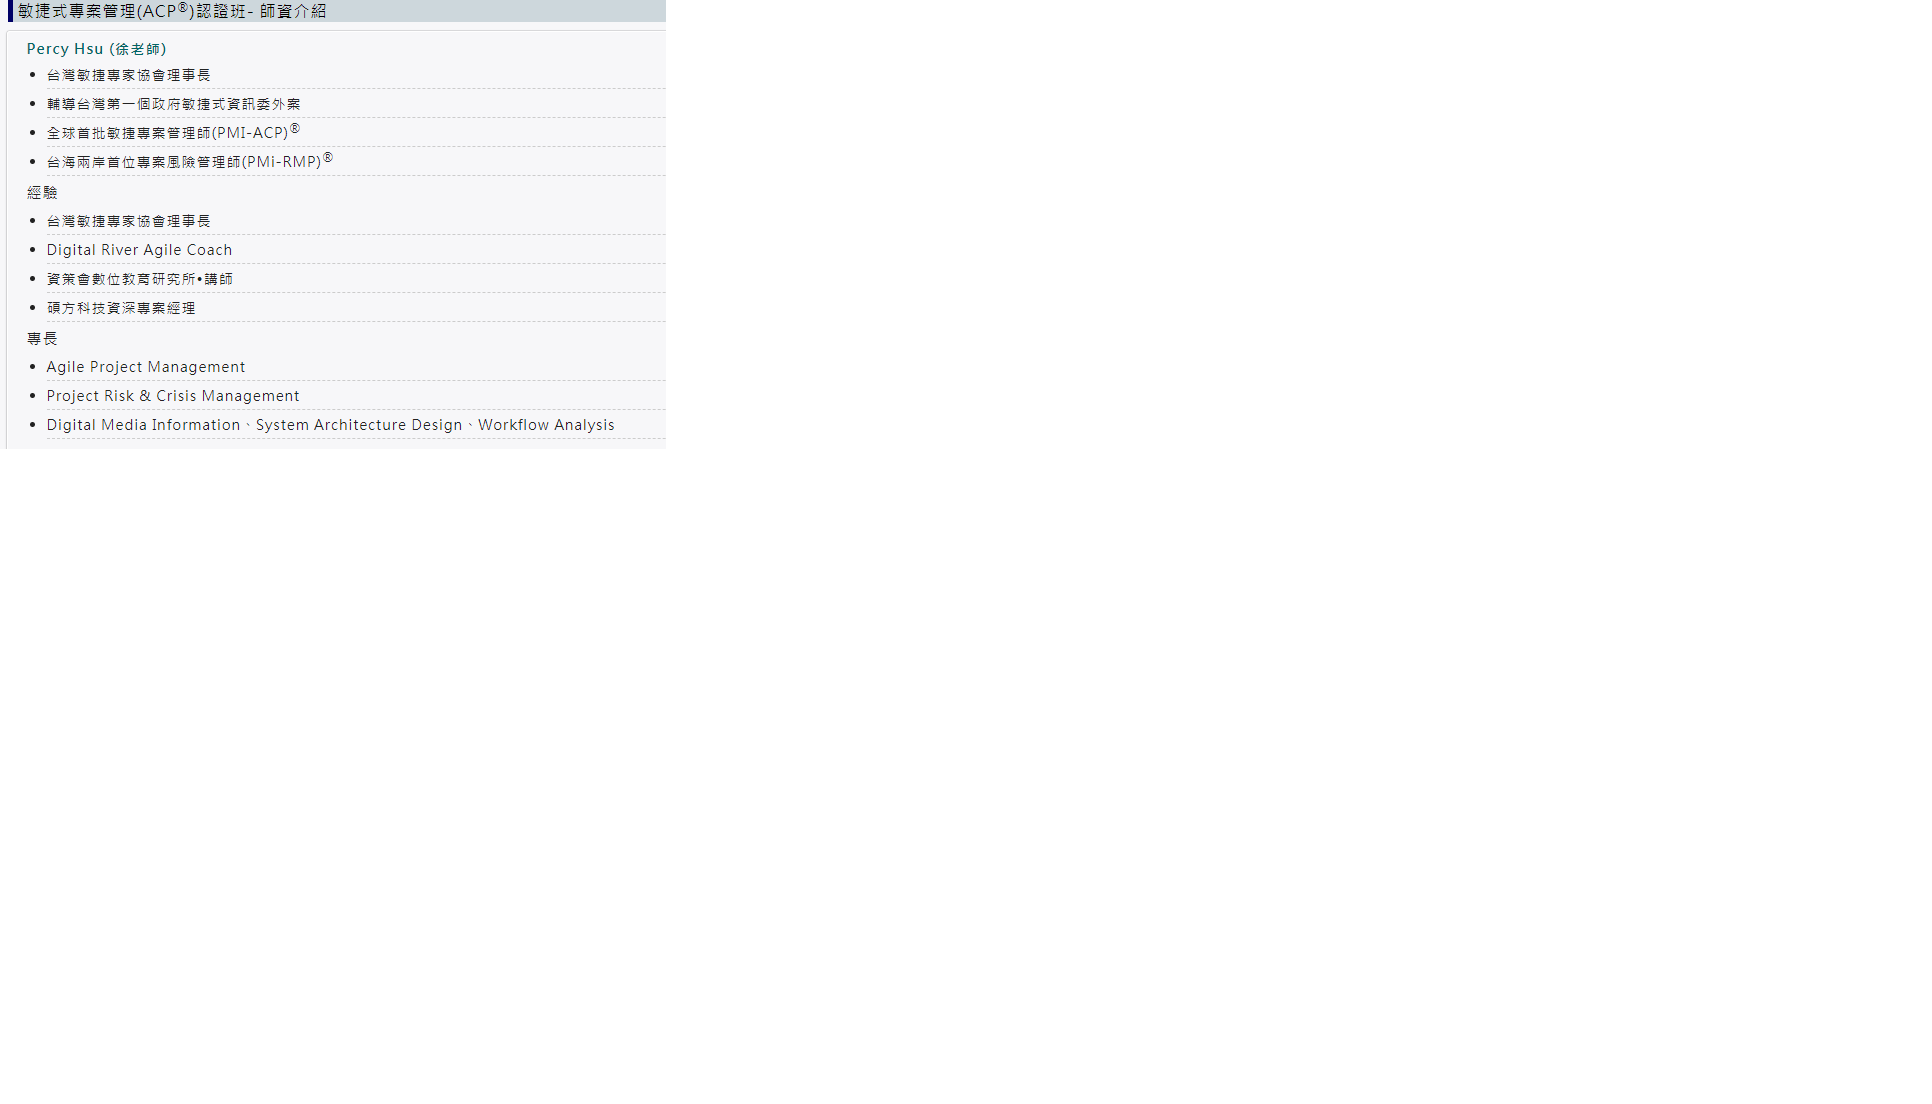 敏捷式專案管理(ACP®)認證班- 師資介紹
Percy Hsu (徐老師)
• 台灣敏捷專家協會理事長
• 輔導台灣第一個政府敏捷式資訊委外案
• 全球首批敏捷專案管理師(PMI-ACP)®
• 台海兩岸首位專案風險管理師(PMi-RMP)®
經驗
• 台灣敏捷專家協會理事長
• Digital River Agile Coach
• 資策會數位教育研究所•講師
• 碩方科技資深專案經理
專長
• Agile Project Management
• Project Risk & Crisis Management
• Digital Media Information、System Architecture Design、Workflow Analysis